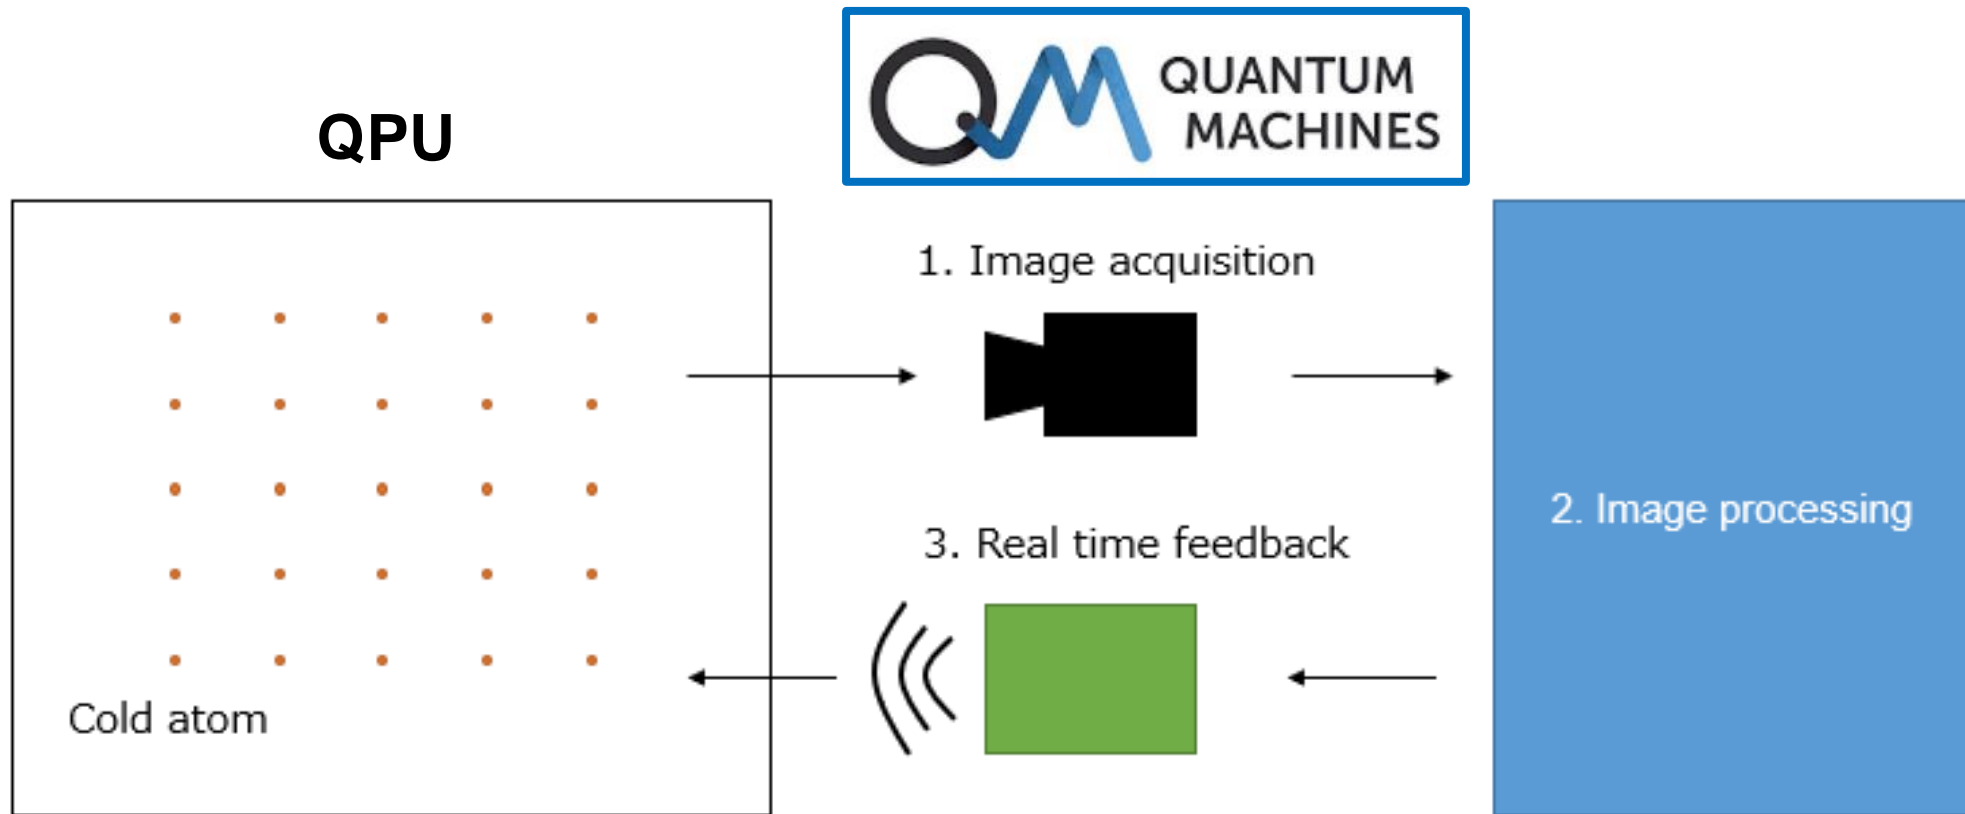 QPU
QUANTUM
MACHINES
1. Image acquisition
2. Image processing
3. Real time feedback
Cold atom